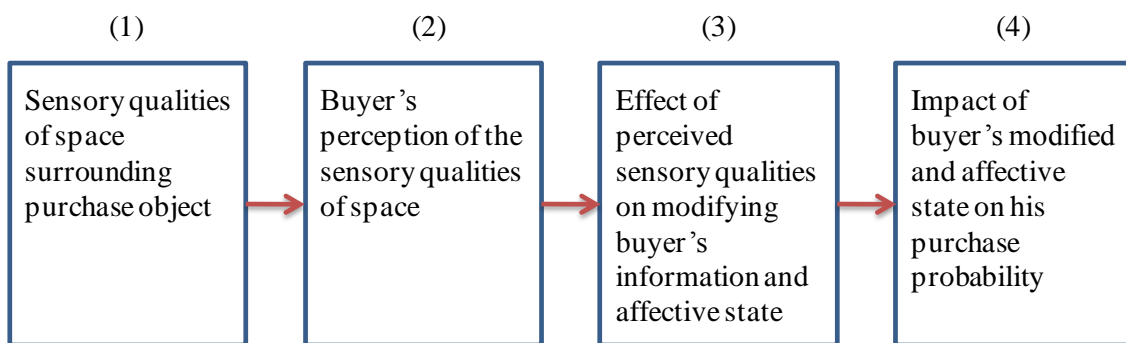 (1)
(2)
(3)
(4)
Sensory qualities
of space
surrounding
purchase object
Buyer’s
perception of the
sensory qualities
of space
Effect of
perceived
sensory qualities
on modifying
buyer’s
information and
affective state
Impact of
buyer’s modified
and affective
state on his
purchase
probability